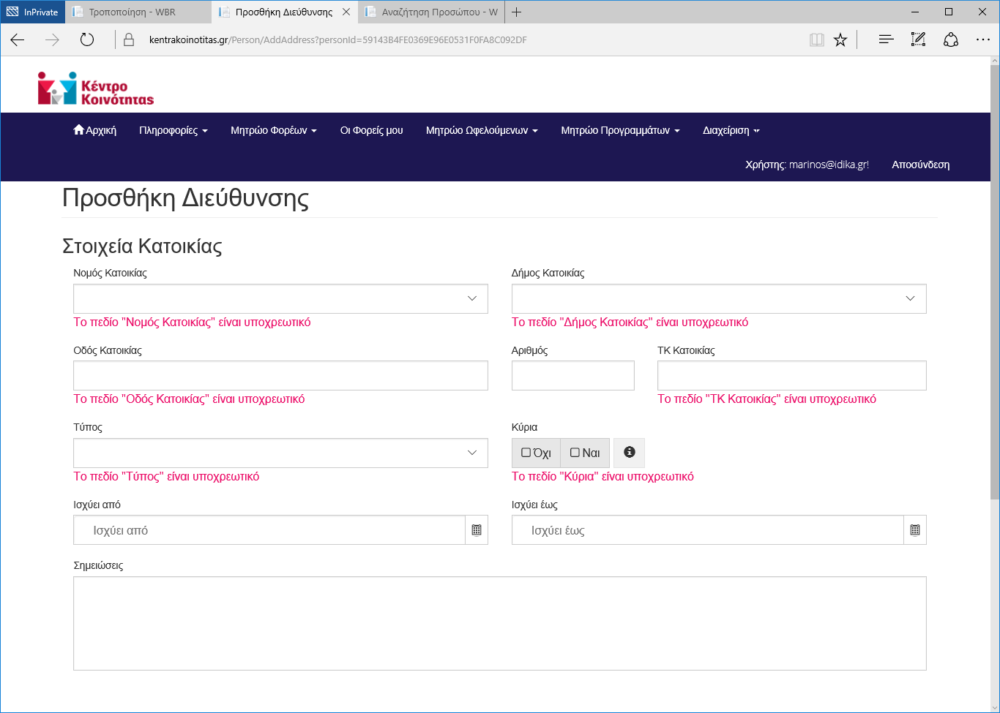 InPrivate
Τροποποίηση - WBR
Προσθήκη Διεύθυνσης
Αναζήτηση Προσώπου - W
kentrakoinotitas.gr/Person/AddAddress?personId=59143B4FE0369E96E0531F0FA8C092DF
Κέντρο
Κοινότητας
Αρχική Πληροφορίες Μητρώο Φορέων Οι Φορείς μου Μητρώο Ωφελούμενων Μητρώο Προγραμμάτων Διαχείριση
Χρήστης: marinos@idika.gr! Αποσύνδεση
Προσθήκη Διεύθυνσης
Στοιχεία Κατοικίας
Νομός Κατοικίας Δήμος Κατοικίας
Το πεδίο "Νομός Κατοικίας" είναι υποχρεωτικό Το πεδίο "Δήμος Κατοικίας" είναι υποχρεωτικό
Οδός Κατοικίας Αριθμός ΤΚ Κατοικίας
Το πεδίο "Οδός Κατοικίας" είναι υποχρεωτικό Το πεδίο "ΤΚ Κατοικίας" είναι υποχρεωτικό
Τύπος Κύρια
Όχι Ναι
Το πεδίο "Τύπος" είναι υποχρεωτικό Το πεδίο "Κύρια" είναι υποχρεωτικό
Ισχύει από Ισχύει έως
Ισχύει από Ισχύει έως
Σημειώσεις